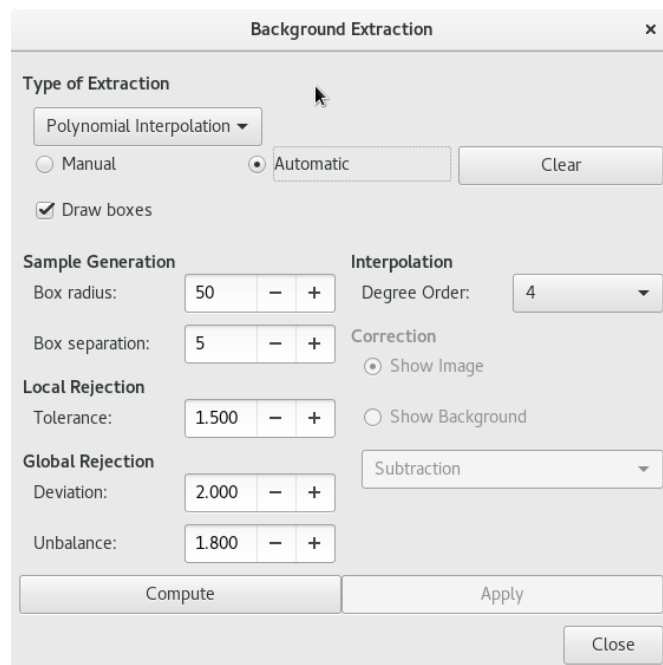 Background Extraction ×
Type of Extraction
Polynomial Interpolation
Manual Automatic Clear
Draw boxes
Sample Generation Interpolation
Box radius: 50 − + Degree Order: 4
Box separation: 5 − + Correction
Show Image
Local Rejection
Tolerance: 1.500 − + Show Background
Global Rejection Subtraction
Deviation: 2.000 − +
Unbalance: 1.800 − +
Compute Apply
Close